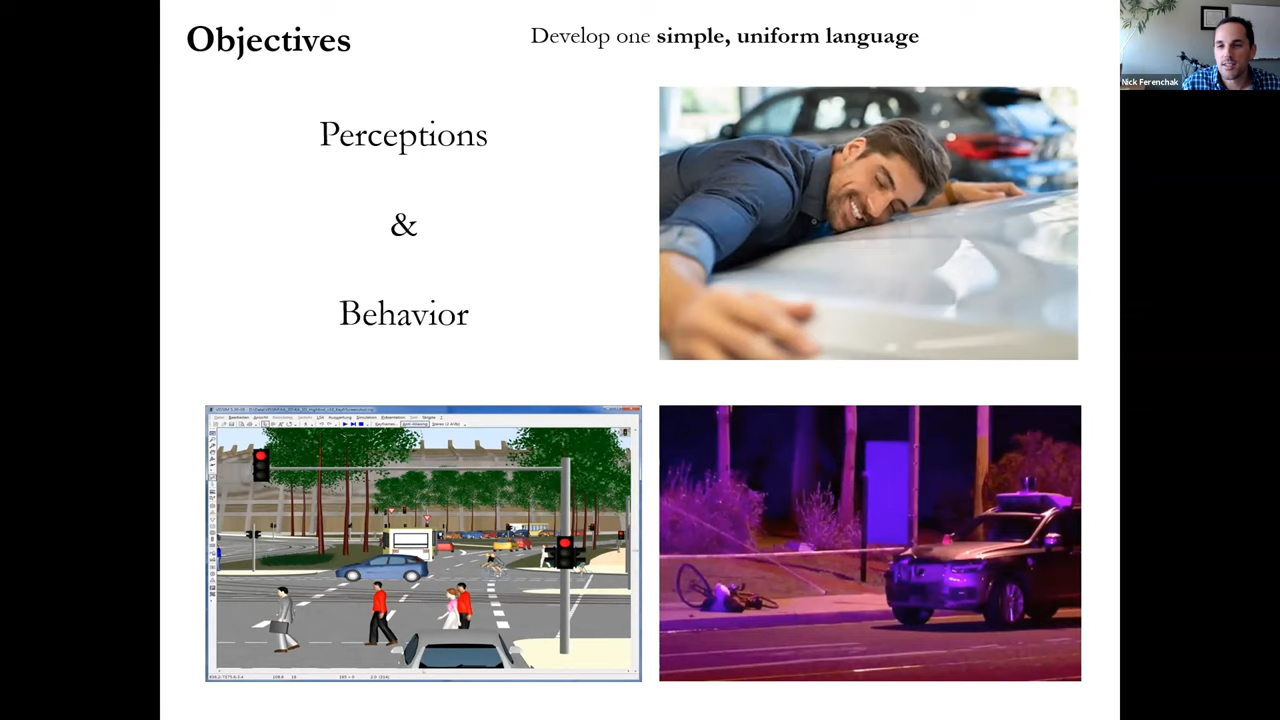 Objectives
Develop one simple, uniform language
Nick Ferenchak
Perceptions
&
Behavior